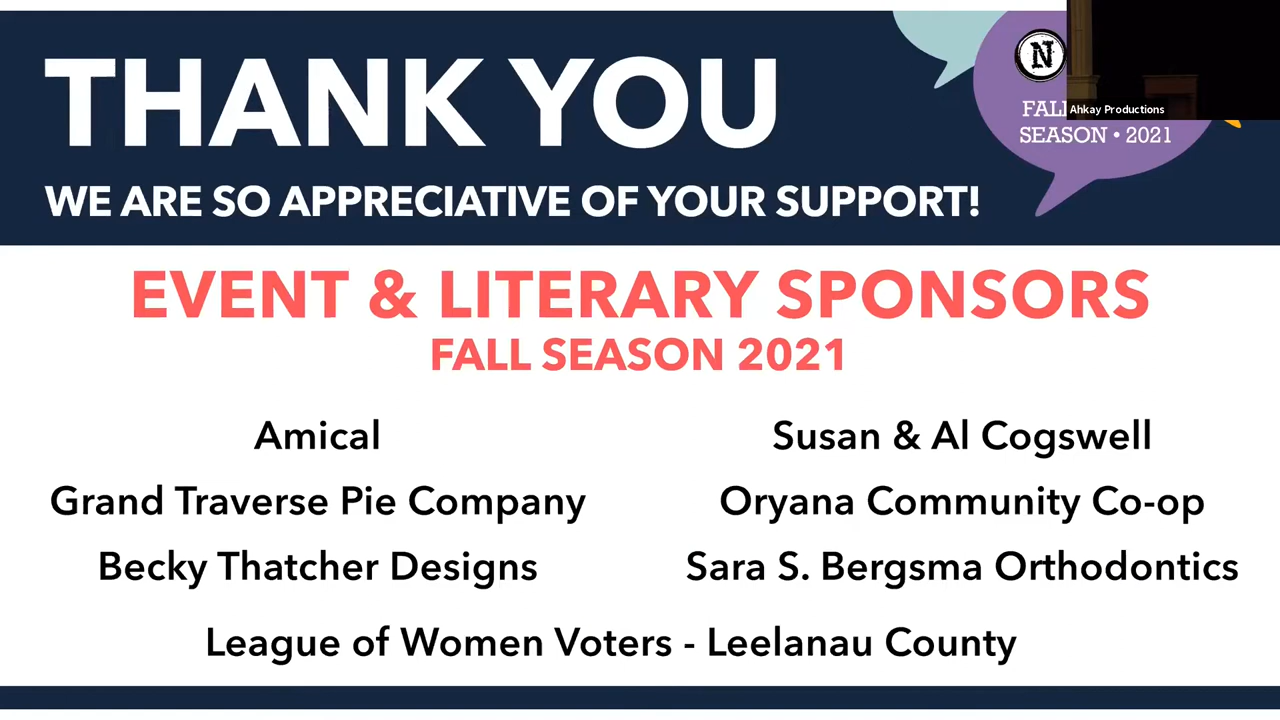 THANK YOU
WE ARE SO APPRECIATIVE OF YOUR SUPPORT!
N
FAL
SEASON • 2021
Ahkay Productions
EVENT & LITERARY SPONSORS
FALL SEASON 2021
Amical
Susan & Al Cogswell
Grand Traverse Pie Company
Oryana Community Co-op
Becky Thatcher Designs
Sara S. Bergsma Orthodontics
League of Women Voters - Leelanau County